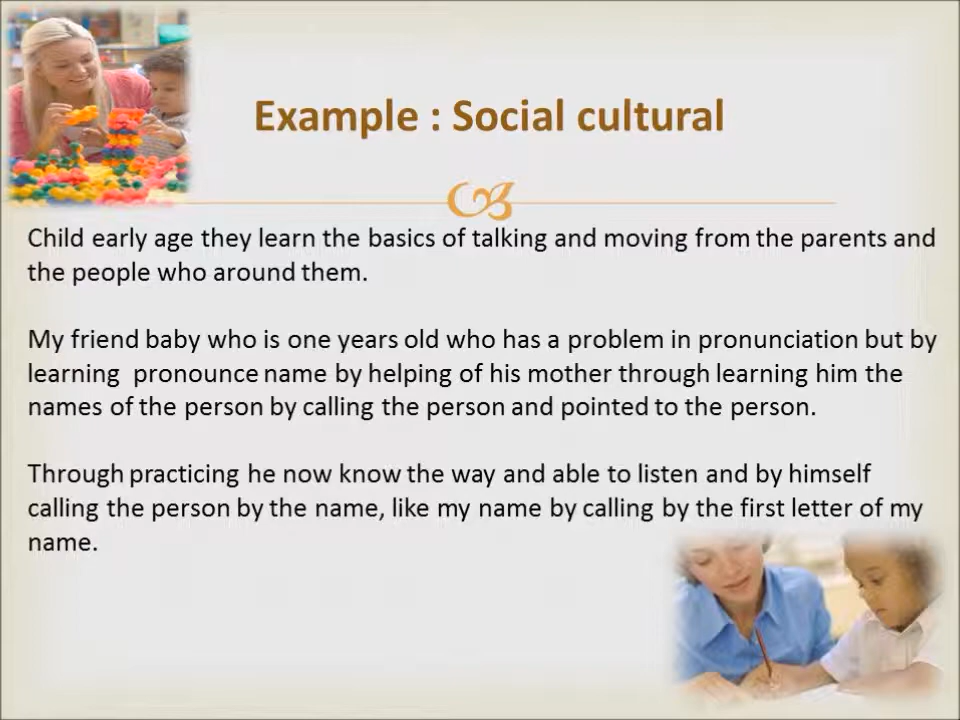 Example : Social cultural
Child early age they learn the basics of talking and moving from the parents and
the people who around them.
My friend baby who is one years old who has a problem in pronunciation but by
learning  pronounce name by helping of his mother through learning him the
names of the person by calling the person and pointed to the person.
Through practicing he now know the way and able to listen and by himself
calling the person by the name, like my name by calling by the first letter of my
name.